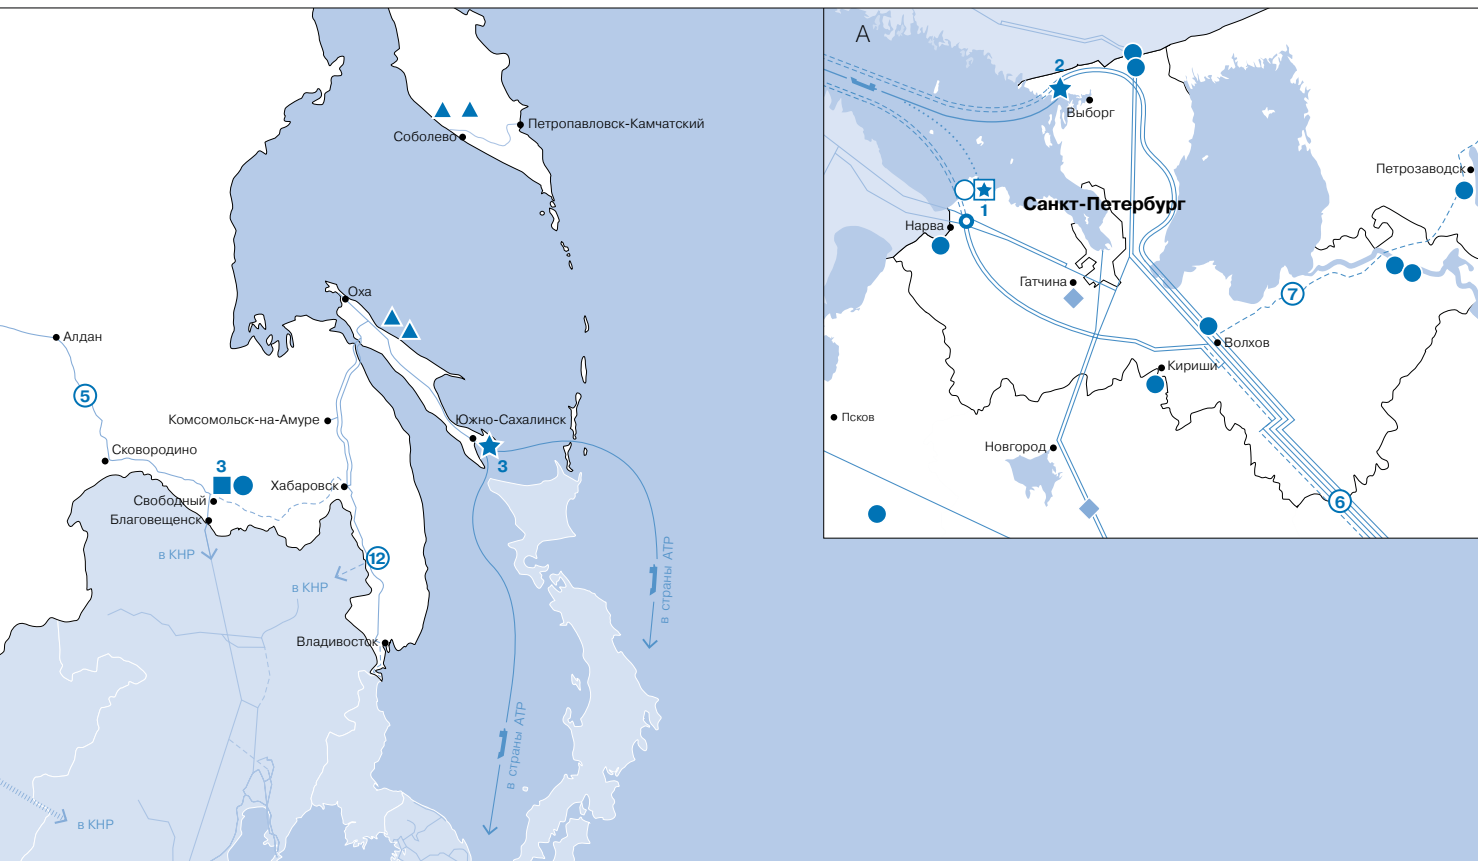 Петропавловск-Камчатский
Соболево
Оха
Алдан
5
Комсомольск-на-Амуре
Южно-Сахалинск
Сковородино
3
3
Хабаровск
Свободный
Благовещенск
в КНР
12
в КНР
Владивосток
в страны АТР
в страны АТР
в КНР
А
2
Выборг
Петрозаводск
1
Санкт-Петербург
Нарва
Гатчина
7
Волхов
Кириши
Псков
Новгород
6